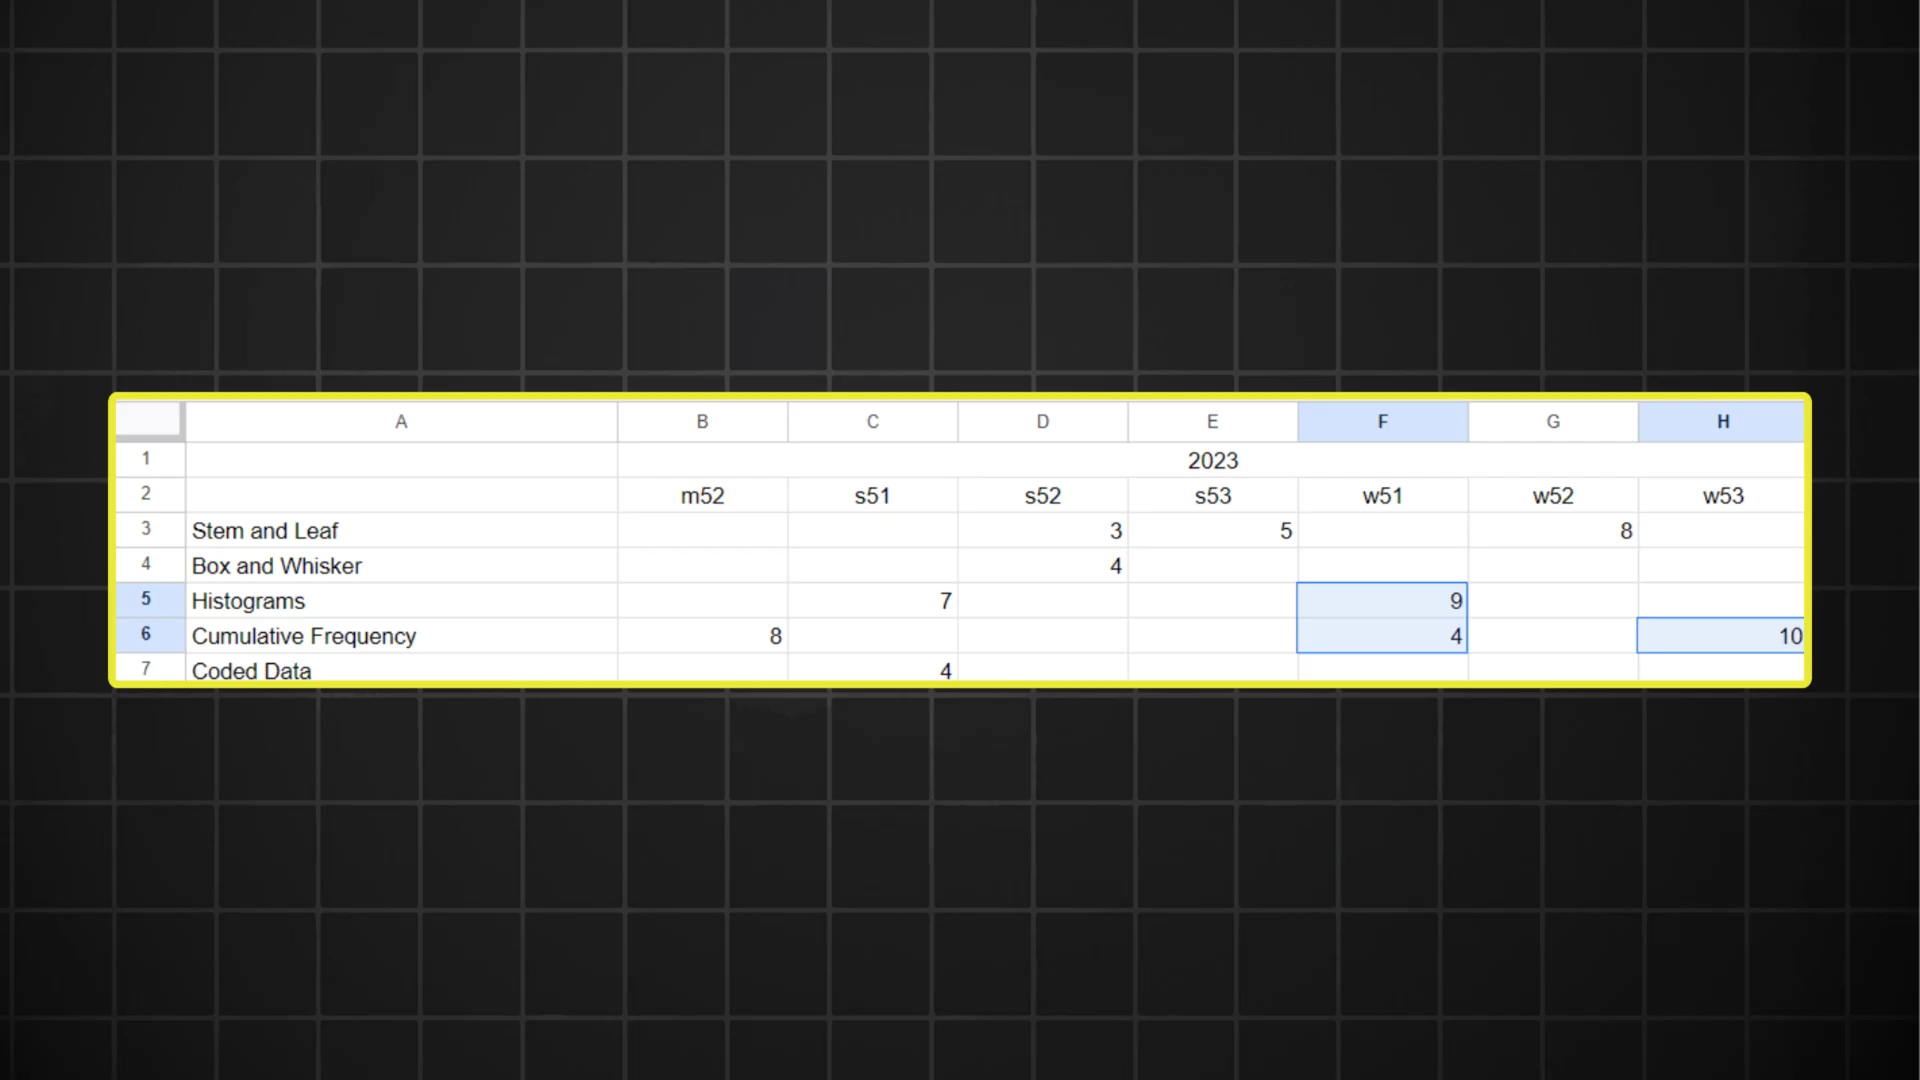 A B C D E F G H
1 2023
2 m52 s51 s52 s53 w51 w52 w53
3 Stem and Leaf 3 5 8
4 Box and Whisker 4
5 Histograms 7 9
6 Cumulative Frequency 8 4 10
7 Coded Data 4